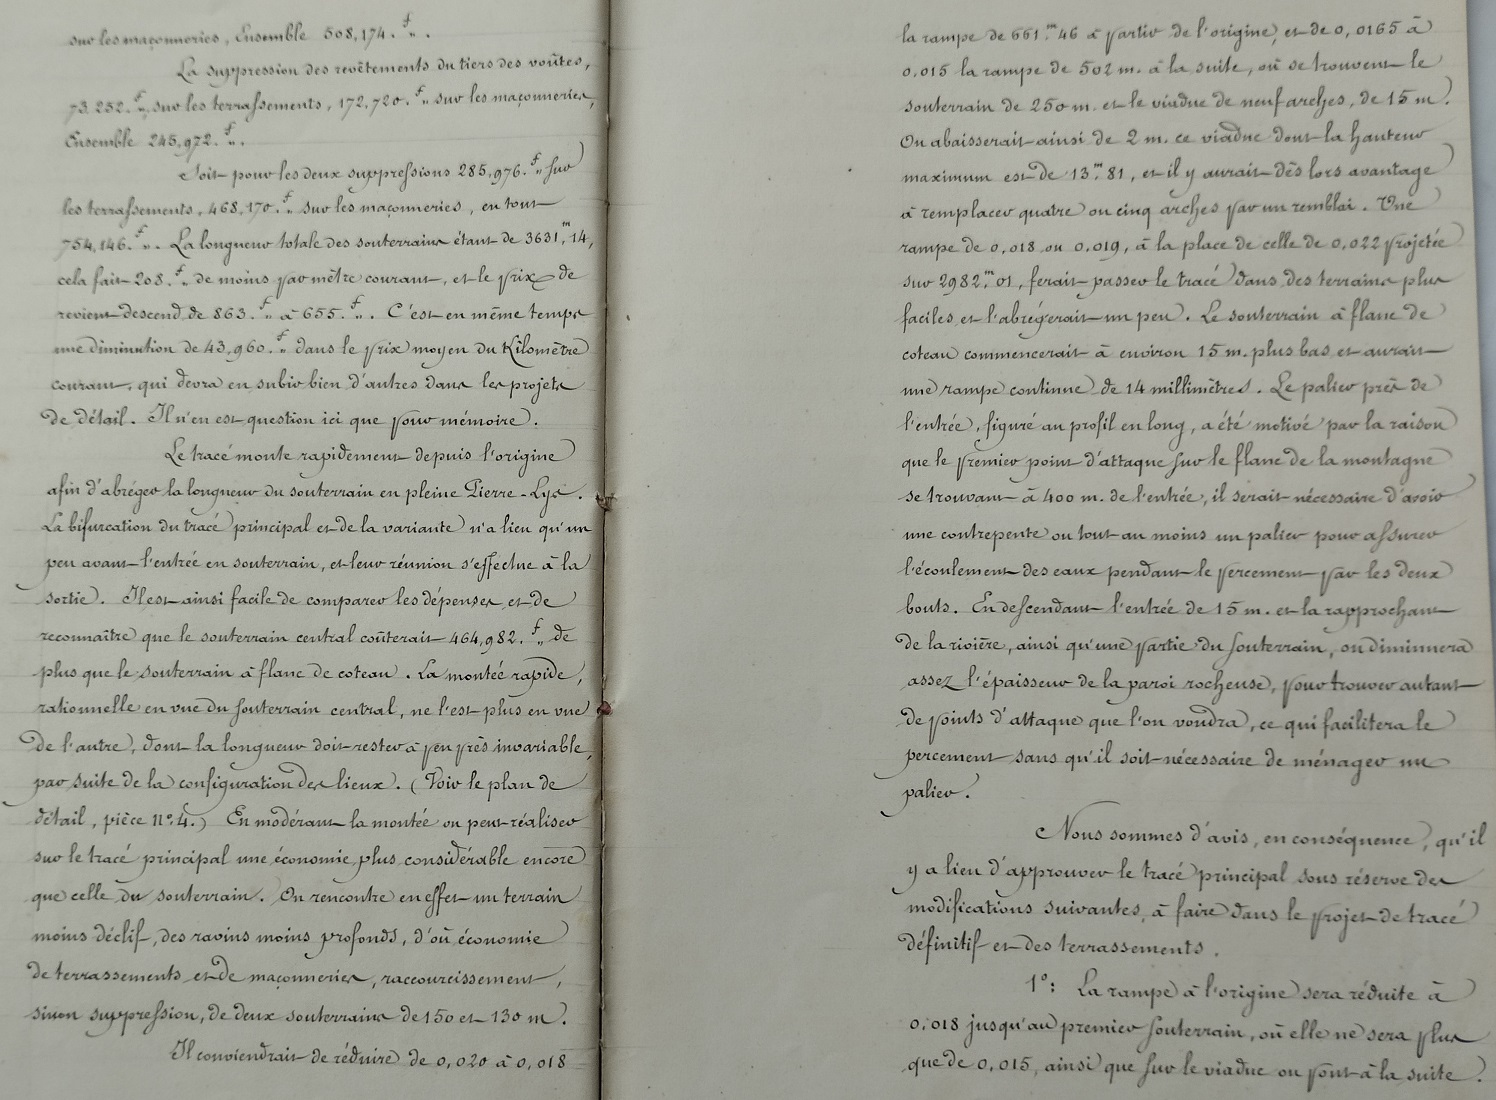 sur les maçonneries, Ensemble 508,174.f„.
La suppression des revêtements du tiers des voûtes,
73.252.f„ sur les terrassements, 172,720.f„ sur les maçonneries,
Ensemble 245,972.f„.
Soit pour les deux suppressions 285,976.f„ sur
les terrassements, 468,170.f„ sur les maçonneries, en tout
754,146.f„. La longueur totale des souterrains étant de 3631,m14,
cela fait 208.f„ de moins par mètre courant, et le prix de
revient descend de 863.f„ à 655.f„. C'est en même temps
une diminution de 43,960.f„ dans le prix moyen du Kilomètre
courant, qui devra en subir bien d'autres dans les projets
de détail. Il n'en est question ici que pour mémoire.
Le tracé monte rapidement depuis l'origine
afin d'abréger la longueur du souterrain en pleine Pierre-Lys.
La bifurcation du tracé principal et de la variante n'a lieu qu'un
peu avant l'entrée en souterrain, et leur réunion s'effectue à la
sortie. Il est ainsi facile de comparer les dépenses, et de
reconnaître que le souterrain central coûterait 464,982.f„ de
plus que le souterrain à flanc de coteau. La montée rapide,
rationnelle en vue du souterrain central, ne l'est plus en vue
de l'autre, dont la longueur doit rester à peu près invariable,
par suite de la configuration des lieux. (Voir le plan de
détail, pièce No. 4.) En modérant la montée on peut réaliser
sur le tracé principal une économie plus considérable encore
que celle du souterrain. On rencontre en effet un terrain
moins déclif, des ravins moins profonds, d'où économie
de terrassements et de maçonneries, raccourcissement,
sinon suppression, de deux souterrains de 150 et 130 m.
Il conviendrait de réduire de 0,020 à 0,018
la rampe de 661.m46 à partir de l'origine, et de 0,0165 à
0.015 la rampe de 502 m. à la suite, où se trouvent le
souterrain de 250 m. et le viaduc de neuf arches, de 15 m.
On abaisserait ainsi de 2 m. ce viaduc dont la hauteur
maximum est de 13.m81, et il y aurait dès lors avantage
à remplacer quatre ou cinq arches par un remblai. Une
rampe de 0,018 ou 0.019, à la place de celle de 0,022 projetée
sur 2982.m01, ferait passer le tracé dans des terrains plus
faciles et l'abrégerait un peu. Le souterrain à flanc de
coteau commencerait à environ 15 m. plus bas et aurait
une rampe continue de 14 millimètres. Le palier près de
l'entrée, figuré au profil en long, a été motivé par la raison
que le premier point d'attaque sur le flanc de la montagne
se trouvant à 400 m. de l'entrée, il serait nécessaire d'avoir
une contrepente ou tout au moins un palier pour assurer
l'écoulement des eaux pendant le percement par les deux
bouts. En descendant l'entrée de 15 m. et la rapprochant
de la rivière, ainsi qu'une partie du souterrain, on diminuera
assez l'épaisseur de la paroi rocheuse, pour trouver autant
de points d'attaque que l'on voudra, ce qui facilitera le
percement sans qu'il soit nécessaire de ménager un
palier.
Nous sommes d'avis, en conséquence, qu'il
y a lieu d'approuver le tracé principal sous réserve des
modifications suivantes, à faire dans le projet de tracé
définitif et des terrassements.
1°: La rampe à l'origine sera réduite à
0,018 jusqu'au premier souterrain, où elle ne sera plus
que de 0,015, ainsi que sur le viaduc ou pont à la suite.